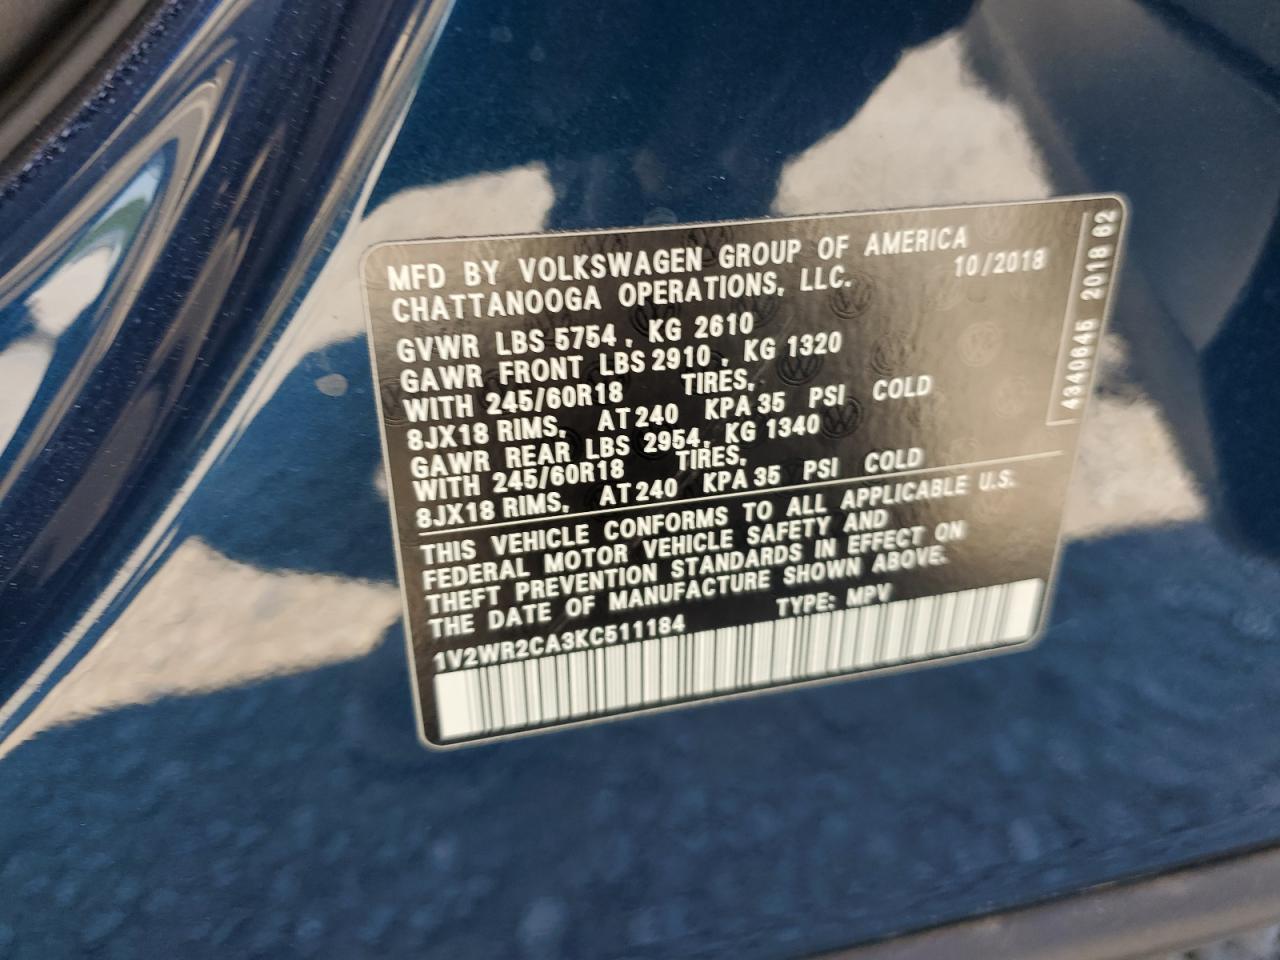 MFD BY VOLKSWAGEN GROUP OF AMERICA
CHATTANOOGA OPERATIONS, LLC. 10/2018
GVWR LBS 5754, KG 2610
GAWR FRONT LBS 2910, KG 1320
WITH 245/60R18 TIRES,
8JX18 RIMS, AT 240 KPA 35 PSI COLD
GAWR REAR LBS 2954, KG 1340
WITH 245/60R18 TIRES,
8JX18 RIMS, AT 240 KPA 35 PSI COLD
THIS VEHICLE CONFORMS TO ALL APPLICABLE U.S.
FEDERAL MOTOR VEHICLE SAFETY AND
THEFT PREVENTION STANDARDS IN EFFECT ON
THE DATE OF MANUFACTURE SHOWN ABOVE.
1V2WR2CA3KC511184 TYPE: MPV
4340645 2018 62